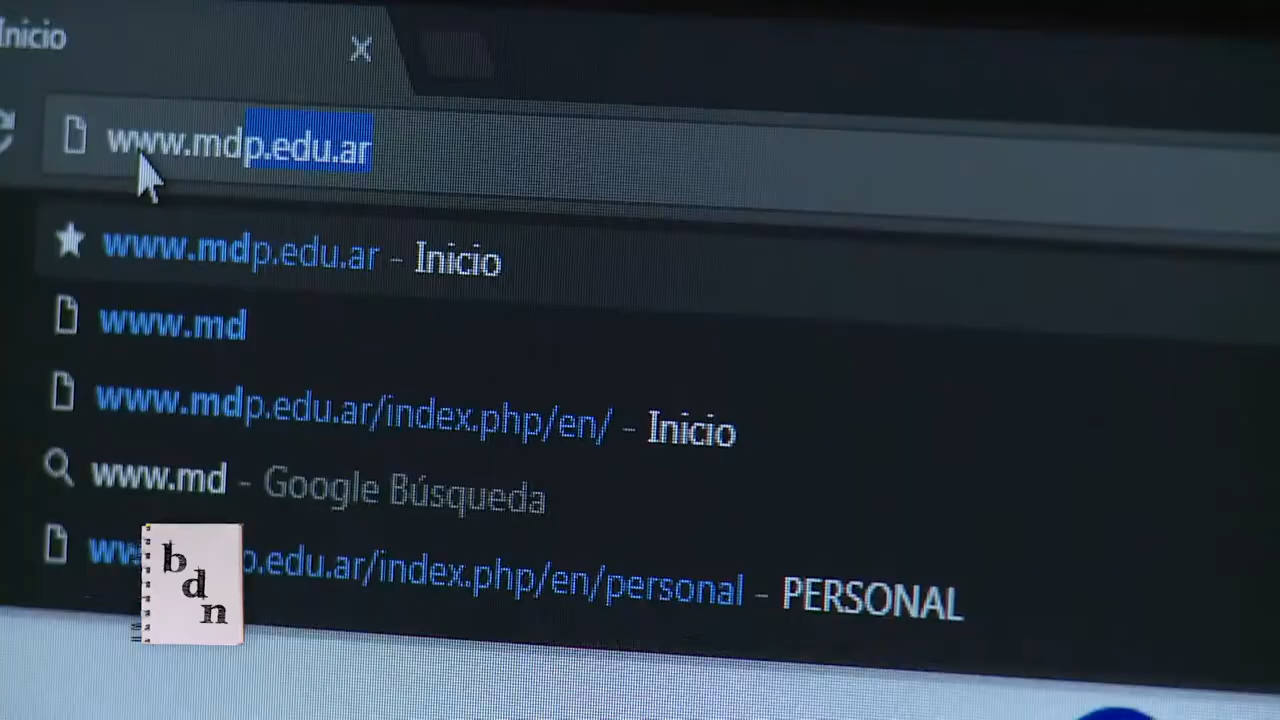 Inicio
www.mdp.edu.ar
www.mdp.edu.ar - Inicio
www.md
www.mdp.edu.ar/index.php/en/ - Inicio
www.md - Google Búsqueda
p.edu.ar/index.php/en/personal - PERSONAL
b
d
n